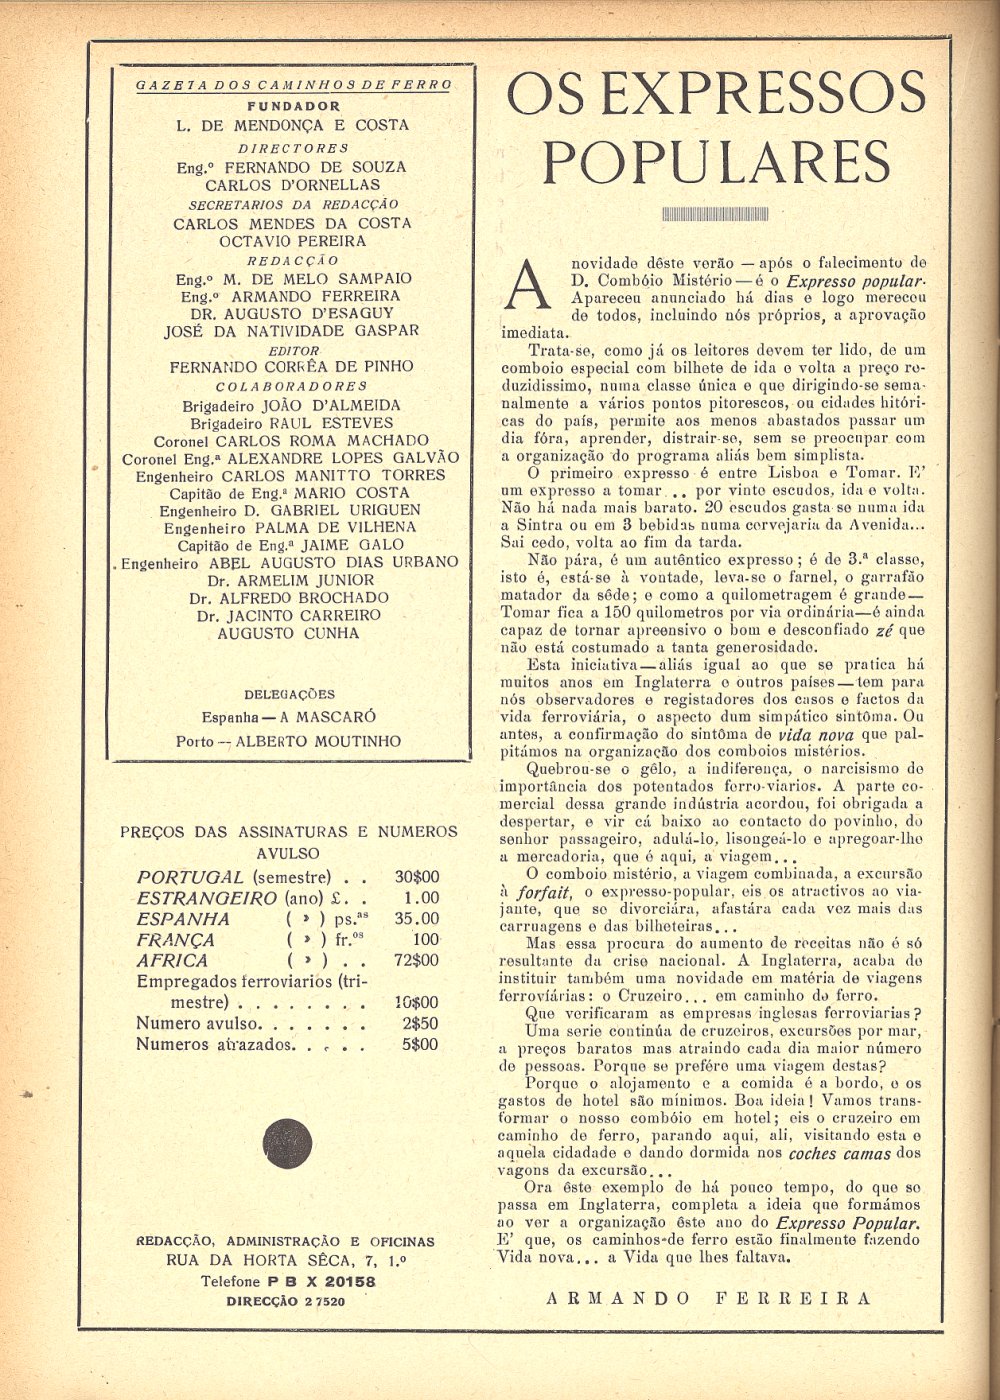 GAZETA DOS CAMINHOS DE FERRO
FUNDADOR
L. DE MENDONÇA E COSTA
DIRECTORES
Eng.º FERNANDO DE SOUZA
CARLOS D'ORNELLAS
SECRETARIOS DA REDACÇÃO
CARLOS MENDES DA COSTA
OCTAVIO PEREIRA
REDACÇÃO
Eng.º M. DE MELO SAMPAIO
Eng.º ARMANDO FERREIRA
DR. AUGUSTO D'ESAGUY
JOSÉ DA NATIVIDADE GASPAR
EDITOR
FERNANDO CORRÊA DE PINHO
COLABORADORES
Brigadeiro JOÃO D'ALMEIDA
Brigadeiro RAUL ESTEVES
Coronel CARLOS ROMA MACHADO
Coronel Eng.ª ALEXANDRE LOPES GALVÃO
Engenheiro CARLOS MANITTO TORRES
Capitão de Eng.ª MARIO COSTA
Engenheiro D. GABRIEL URIGUEN
Engenheiro PALMA DE VILHENA
Capitão de Eng.ª JAIME GALO
Engenheiro ABEL AUGUSTO DIAS URBANO
Dr. ARMELIM JUNIOR
Dr. ALFREDO BROCHADO
Dr. JACINTO CARREIRO
AUGUSTO CUNHA
DELEGAÇÕES
Espanha — A MASCARÓ
Porto — ALBERTO MOUTINHO
PREÇOS DAS ASSINATURAS E NUMEROS
AVULSO
PORTUGAL (semestre) . . 30$00
ESTRANGEIRO (ano) £. . 1.00
ESPANHA ( » ) ps.as 35.00
FRANÇA ( » ) fr.os 100
AFRICA ( » ) . . 72$00
Empregados ferroviarios (tri-
mestre) . . . . . . . . 10$00
Numero avulso. . . . . . . 2$50
Numeros atrazados. . . . . 5$00
REDACÇÃO, ADMINISTRAÇÃO E OFICINAS
RUA DA HORTA SÊCA, 7, 1.º
Telefone P B X 20158
DIRECÇÃO 2 7520
OS EXPRESSOS
POPULARES
A novidade dêste verão — após o falecimento de
D. Combóio Mistério — é o Expresso popular.
Apareceu anunciado há dias e logo mereceu
de todos, incluindo nós próprios, a aprovação
imediata.
Trata-se, como já os leitores devem ter lido, de um
comboio especial com bilhete de ida e volta a preço re-
duzidissimo, numa classe única e que dirigindo-se sema-
nalmente a vários pontos pitorescos, ou cidades hitóri-
cas do país, permite aos menos abastados passar um
dia fóra, aprender, distrair-se, sem se preocupar com
a organização do programa aliás bem simplista.
O primeiro expresso é entre Lisboa e Tomar. E'
um expresso a tomar . . . por vinte escudos, ida e volta.
Não há nada mais barato. 20 escudos gasta-se numa ida
a Sintra ou em 3 bebidas numa cervejaria da Avenida...
Sai cedo, volta ao fim da tarda.
Não pára, é um autêntico expresso; é de 3.ª classe,
isto é, está-se à vontade, leva-se o farnel, o garrafão
matador da sêde; e como a quilometragem é grande —
Tomar fica a 150 quilometros por via ordinária—é ainda
capaz de tornar apreensivo o bom e desconfiado zé que
não está costumado a tanta generosidade.
Esta iniciativa — aliás igual ao que se pratica há
muitos anos em Inglaterra e outros países — tem para
nós observadores e registadores dos casos e factos da
vida ferroviária, o aspecto dum simpático sintôma. Ou
antes, a confirmação do sintôma de vida nova que pal-
pitámos na organização dos comboios mistérios.
Quebrou-se o gêlo, a indiferença, o narcisismo de
importância dos potentados ferro-viarios. A parte co-
mercial dessa grande indústria acordou, foi obrigada a
despertar, e vir cá baixo ao contacto do povinho, do
senhor passageiro, adulá-lo, lisongeá-lo e apregoar-lhe
a mercadoria, que é aqui, a viagem...
O comboio mistério, a viagem combinada, a excursão
à forfait, o expresso-popular, eis os atractivos ao via-
jante, que se divorciára, afastára cada vez mais das
carruagens e das bilheteiras...
Mas essa procura do aumento de receitas não é só
resultante da crise nacional. A Inglaterra, acaba de
instituir também uma novidade em matéria de viagens
ferroviárias: o Cruzeiro... em caminho de ferro.
Que verificaram as empresas inglesas ferroviarias?
Uma serie continúa de cruzeiros, excursões por mar,
a preços baratos mas atraindo cada dia maior número
de pessoas. Porque se prefére uma viagem destas?
Porque o alojamento e a comida é a bordo, e os
gastos de hotel são mínimos. Boa ideia! Vamos trans-
formar o nosso combóio em hotel; eis o cruzeiro em
caminho de ferro, parando aqui, ali, visitando esta e
aquela cidadade e dando dormida nos coches camas dos
vagons da excursão...
Ora êste exemplo de há pouco tempo, do que se
passa em Inglaterra, completa a ideia que formámos
ao ver a organização êste ano do Expresso Popular.
E' que, os caminhos-de ferro estão finalmente fazendo
Vida nova... a Vida que lhes faltava.
ARMANDO FERREIRA